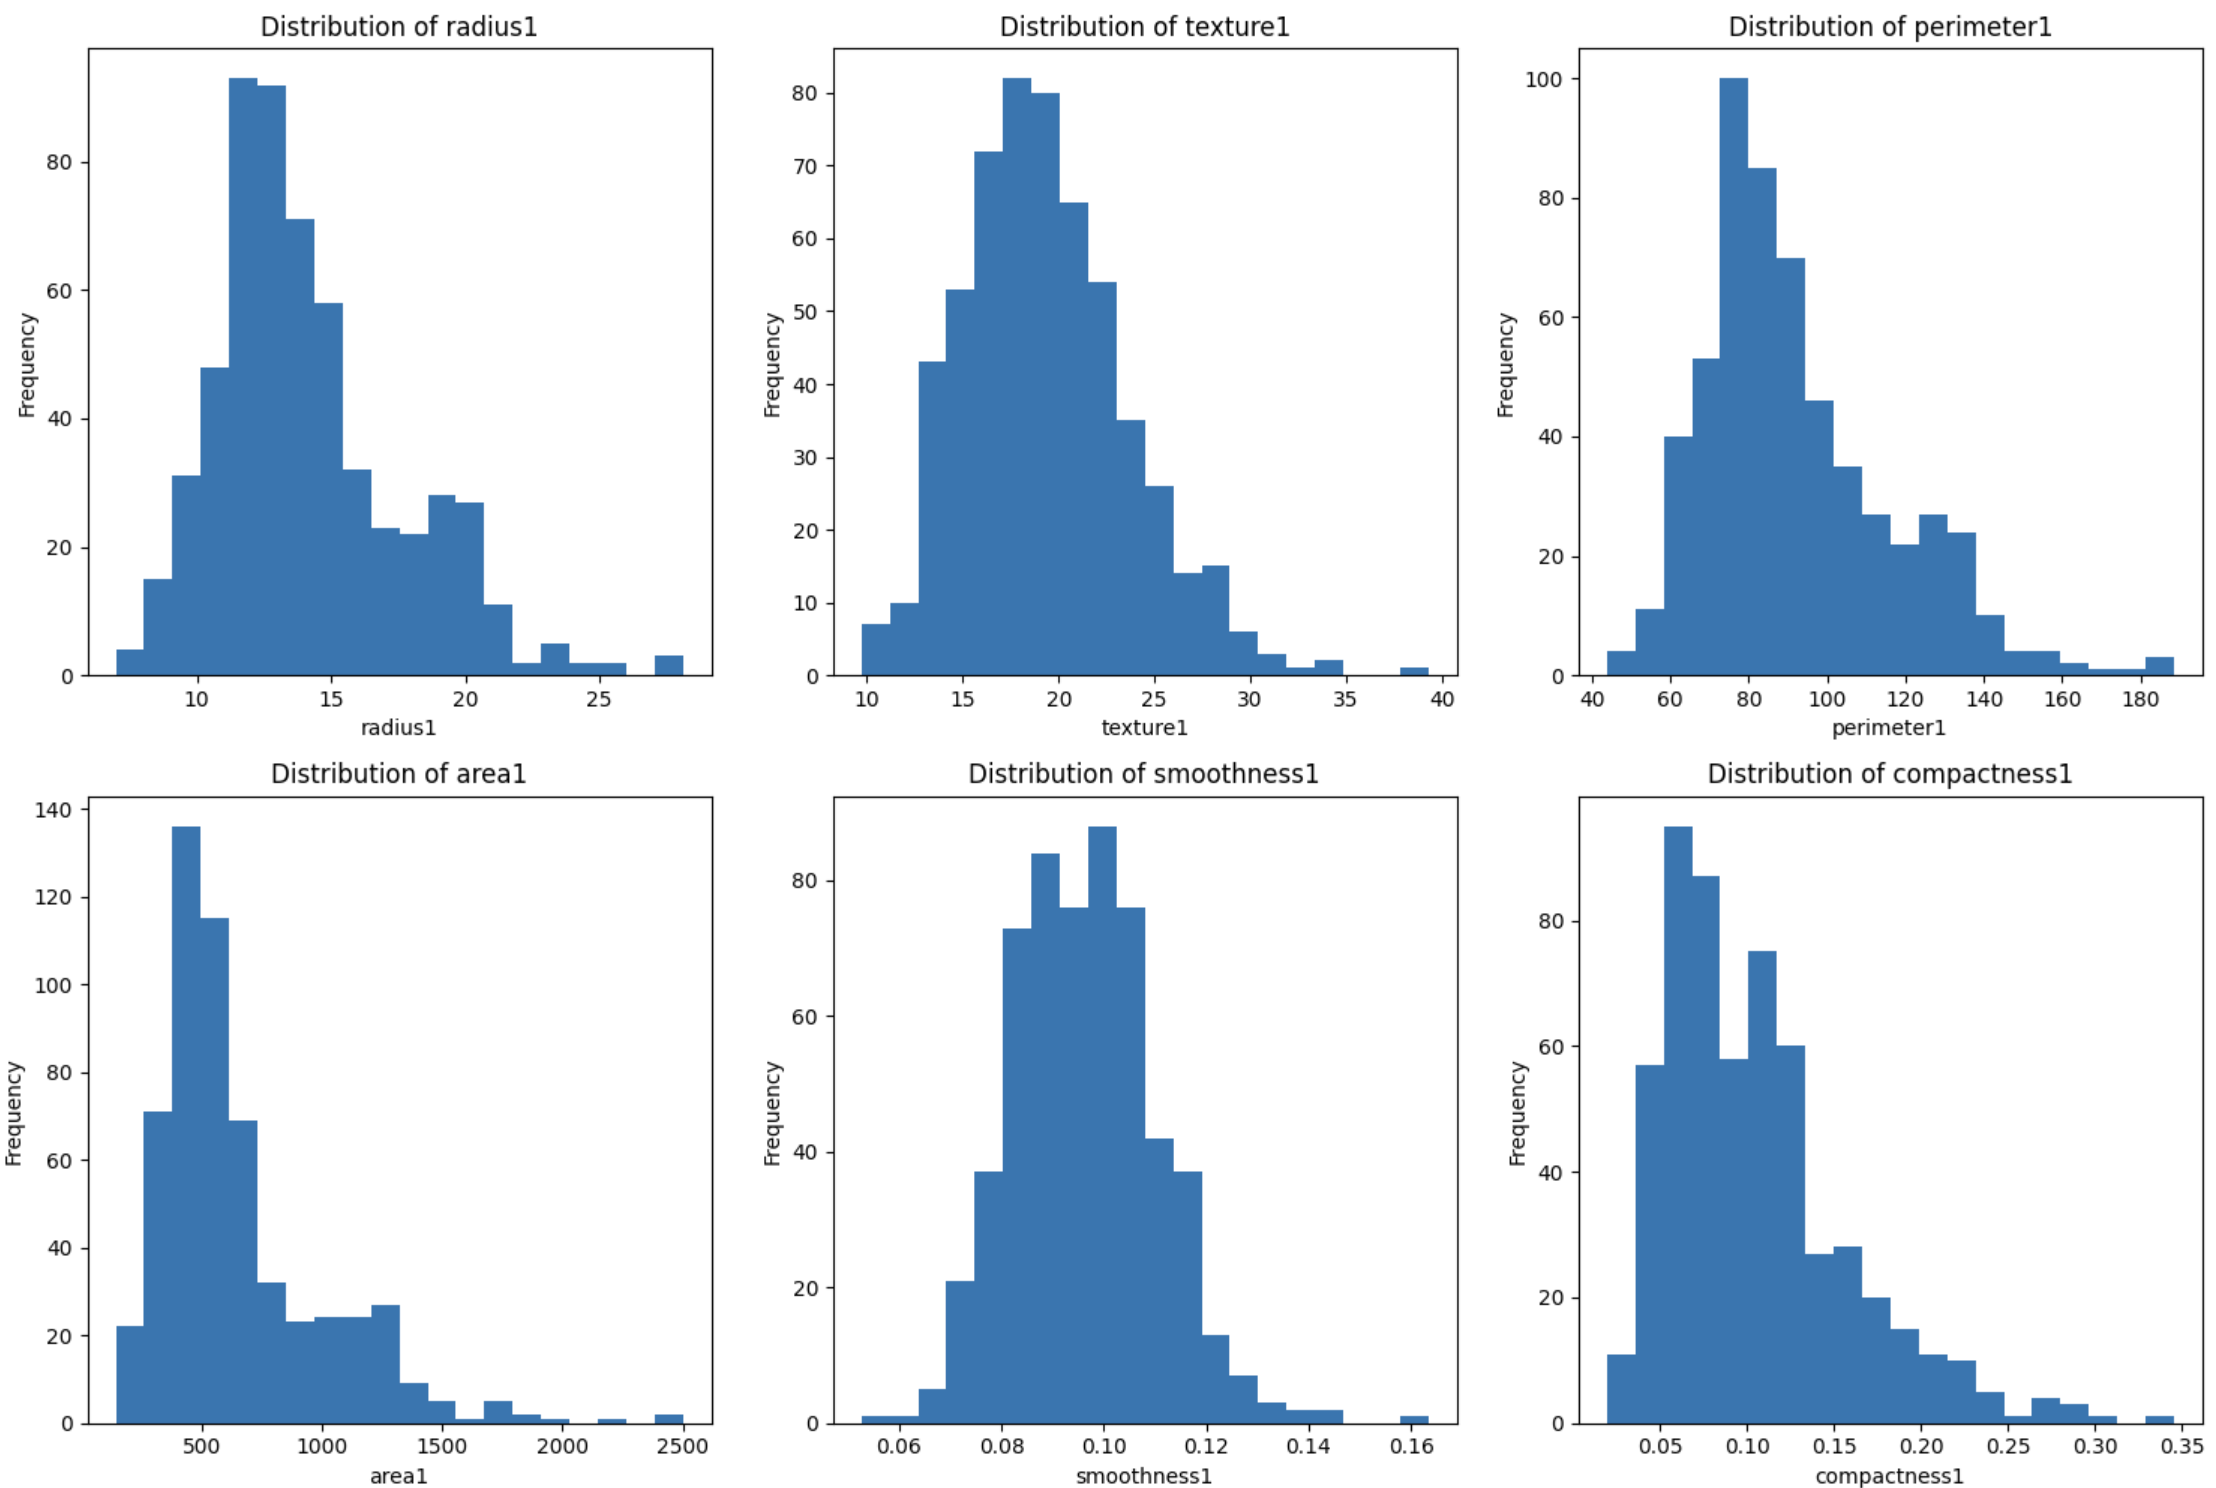 Distribution of radius1
Frequency
80
60
40
20
0
10 15 20 25
radius1
Distribution of texture1
Frequency
80
70
60
50
40
30
20
10
0
10 15 20 25 30 35 40
texture1
Distribution of perimeter1
Frequency
100
80
60
40
20
0
40 60 80 100 120 140 160 180
perimeter1
Distribution of area1
Frequency
140
120
100
80
60
40
20
0
500 1000 1500 2000 2500
area1
Distribution of smoothness1
Frequency
80
60
40
20
0
0.06 0.08 0.10 0.12 0.14 0.16
smoothness1
Distribution of compactness1
Frequency
80
60
40
20
0
0.05 0.10 0.15 0.20 0.25 0.30 0.35
compactness1